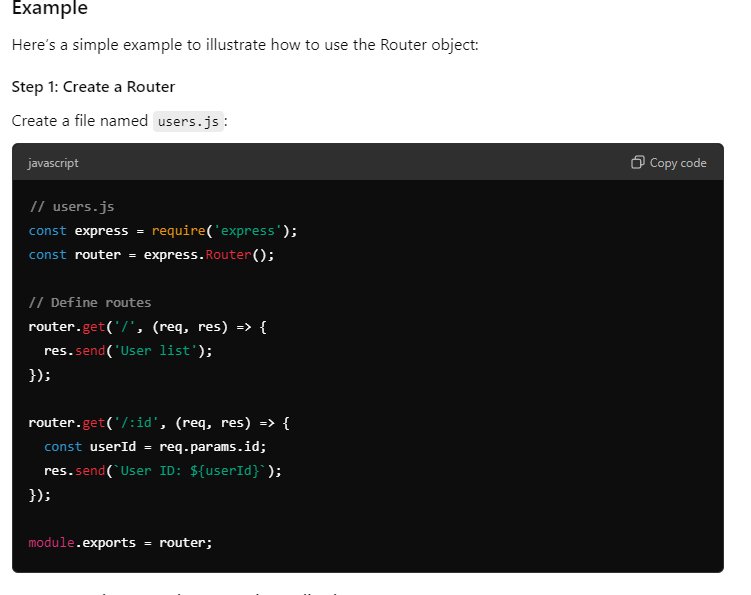 Example
Here's a simple example to illustrate how to use the Router object:
Step 1: Create a Router
Create a file named users.js:
javascript
Copy code
// users.js
const express = require('express');
const router = express.Router();
// Define routes
router.get('/', (req, res) => {
  res.send('User list');
});
router.get('/:id', (req, res) => {
  const userId = req.params.id;
  res.send(`User ID: ${userId}`);
});
module.exports = router;